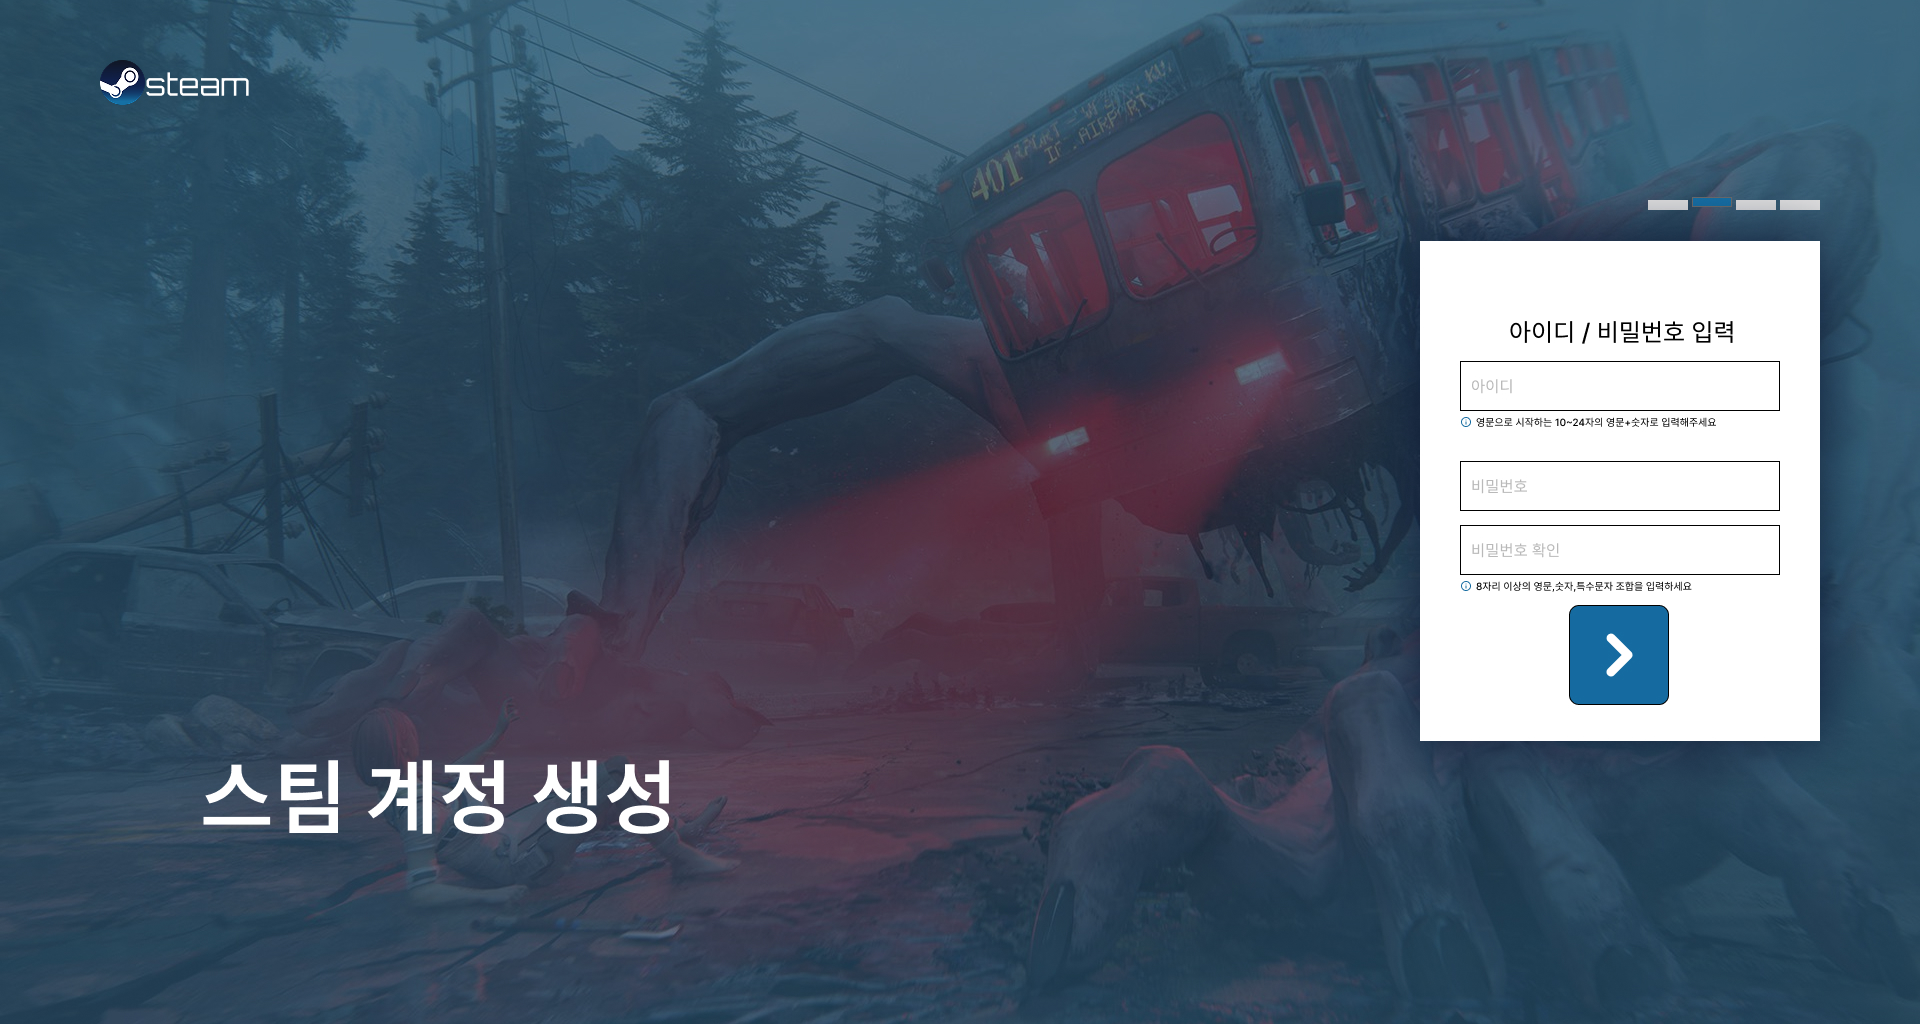 steam
401
아이디 / 비밀번호 입력
아이디
영문으로 시작하는 10~24자의 영문+숫자로 입력해주세요
비밀번호
비밀번호 확인
8자리 이상의 영문,숫자,특수문자 조합을 입력하세요
스팀 계정 생성